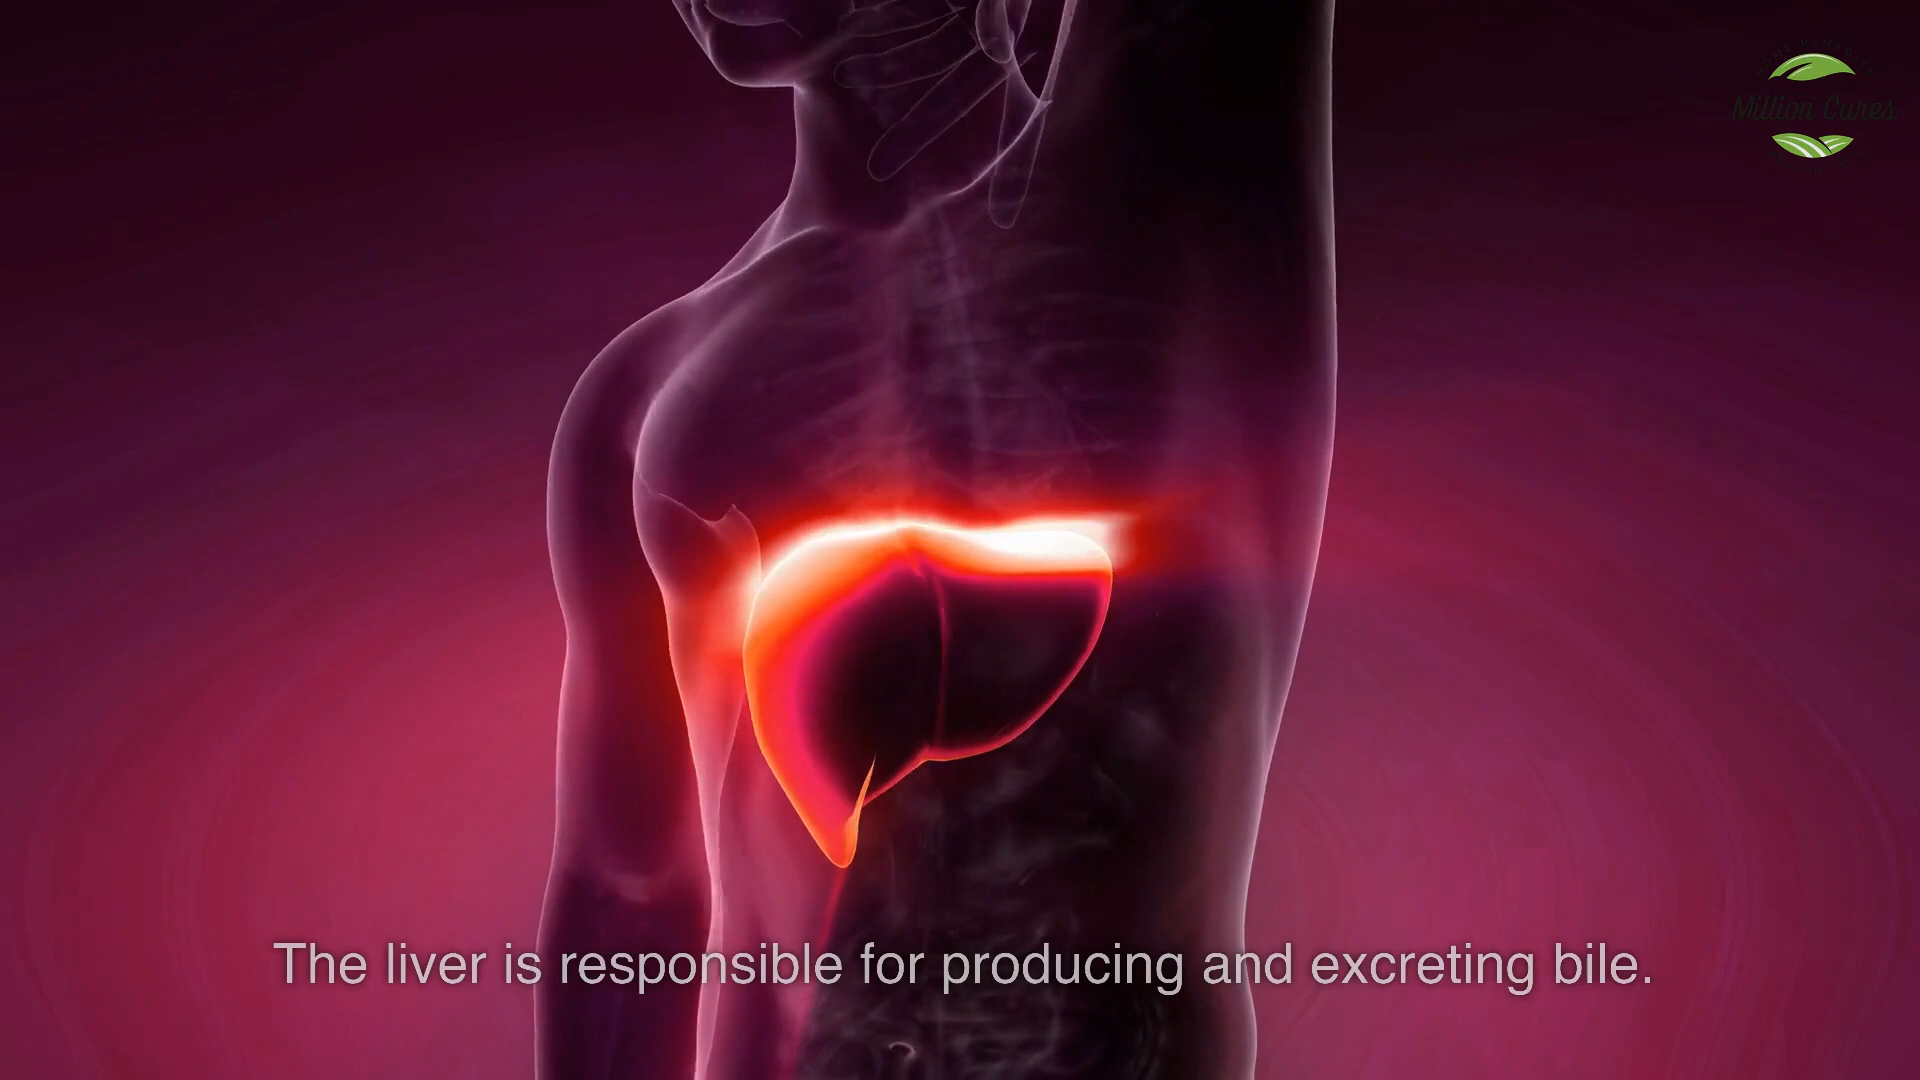 Million Cures
The liver is responsible for producing and excreting bile.